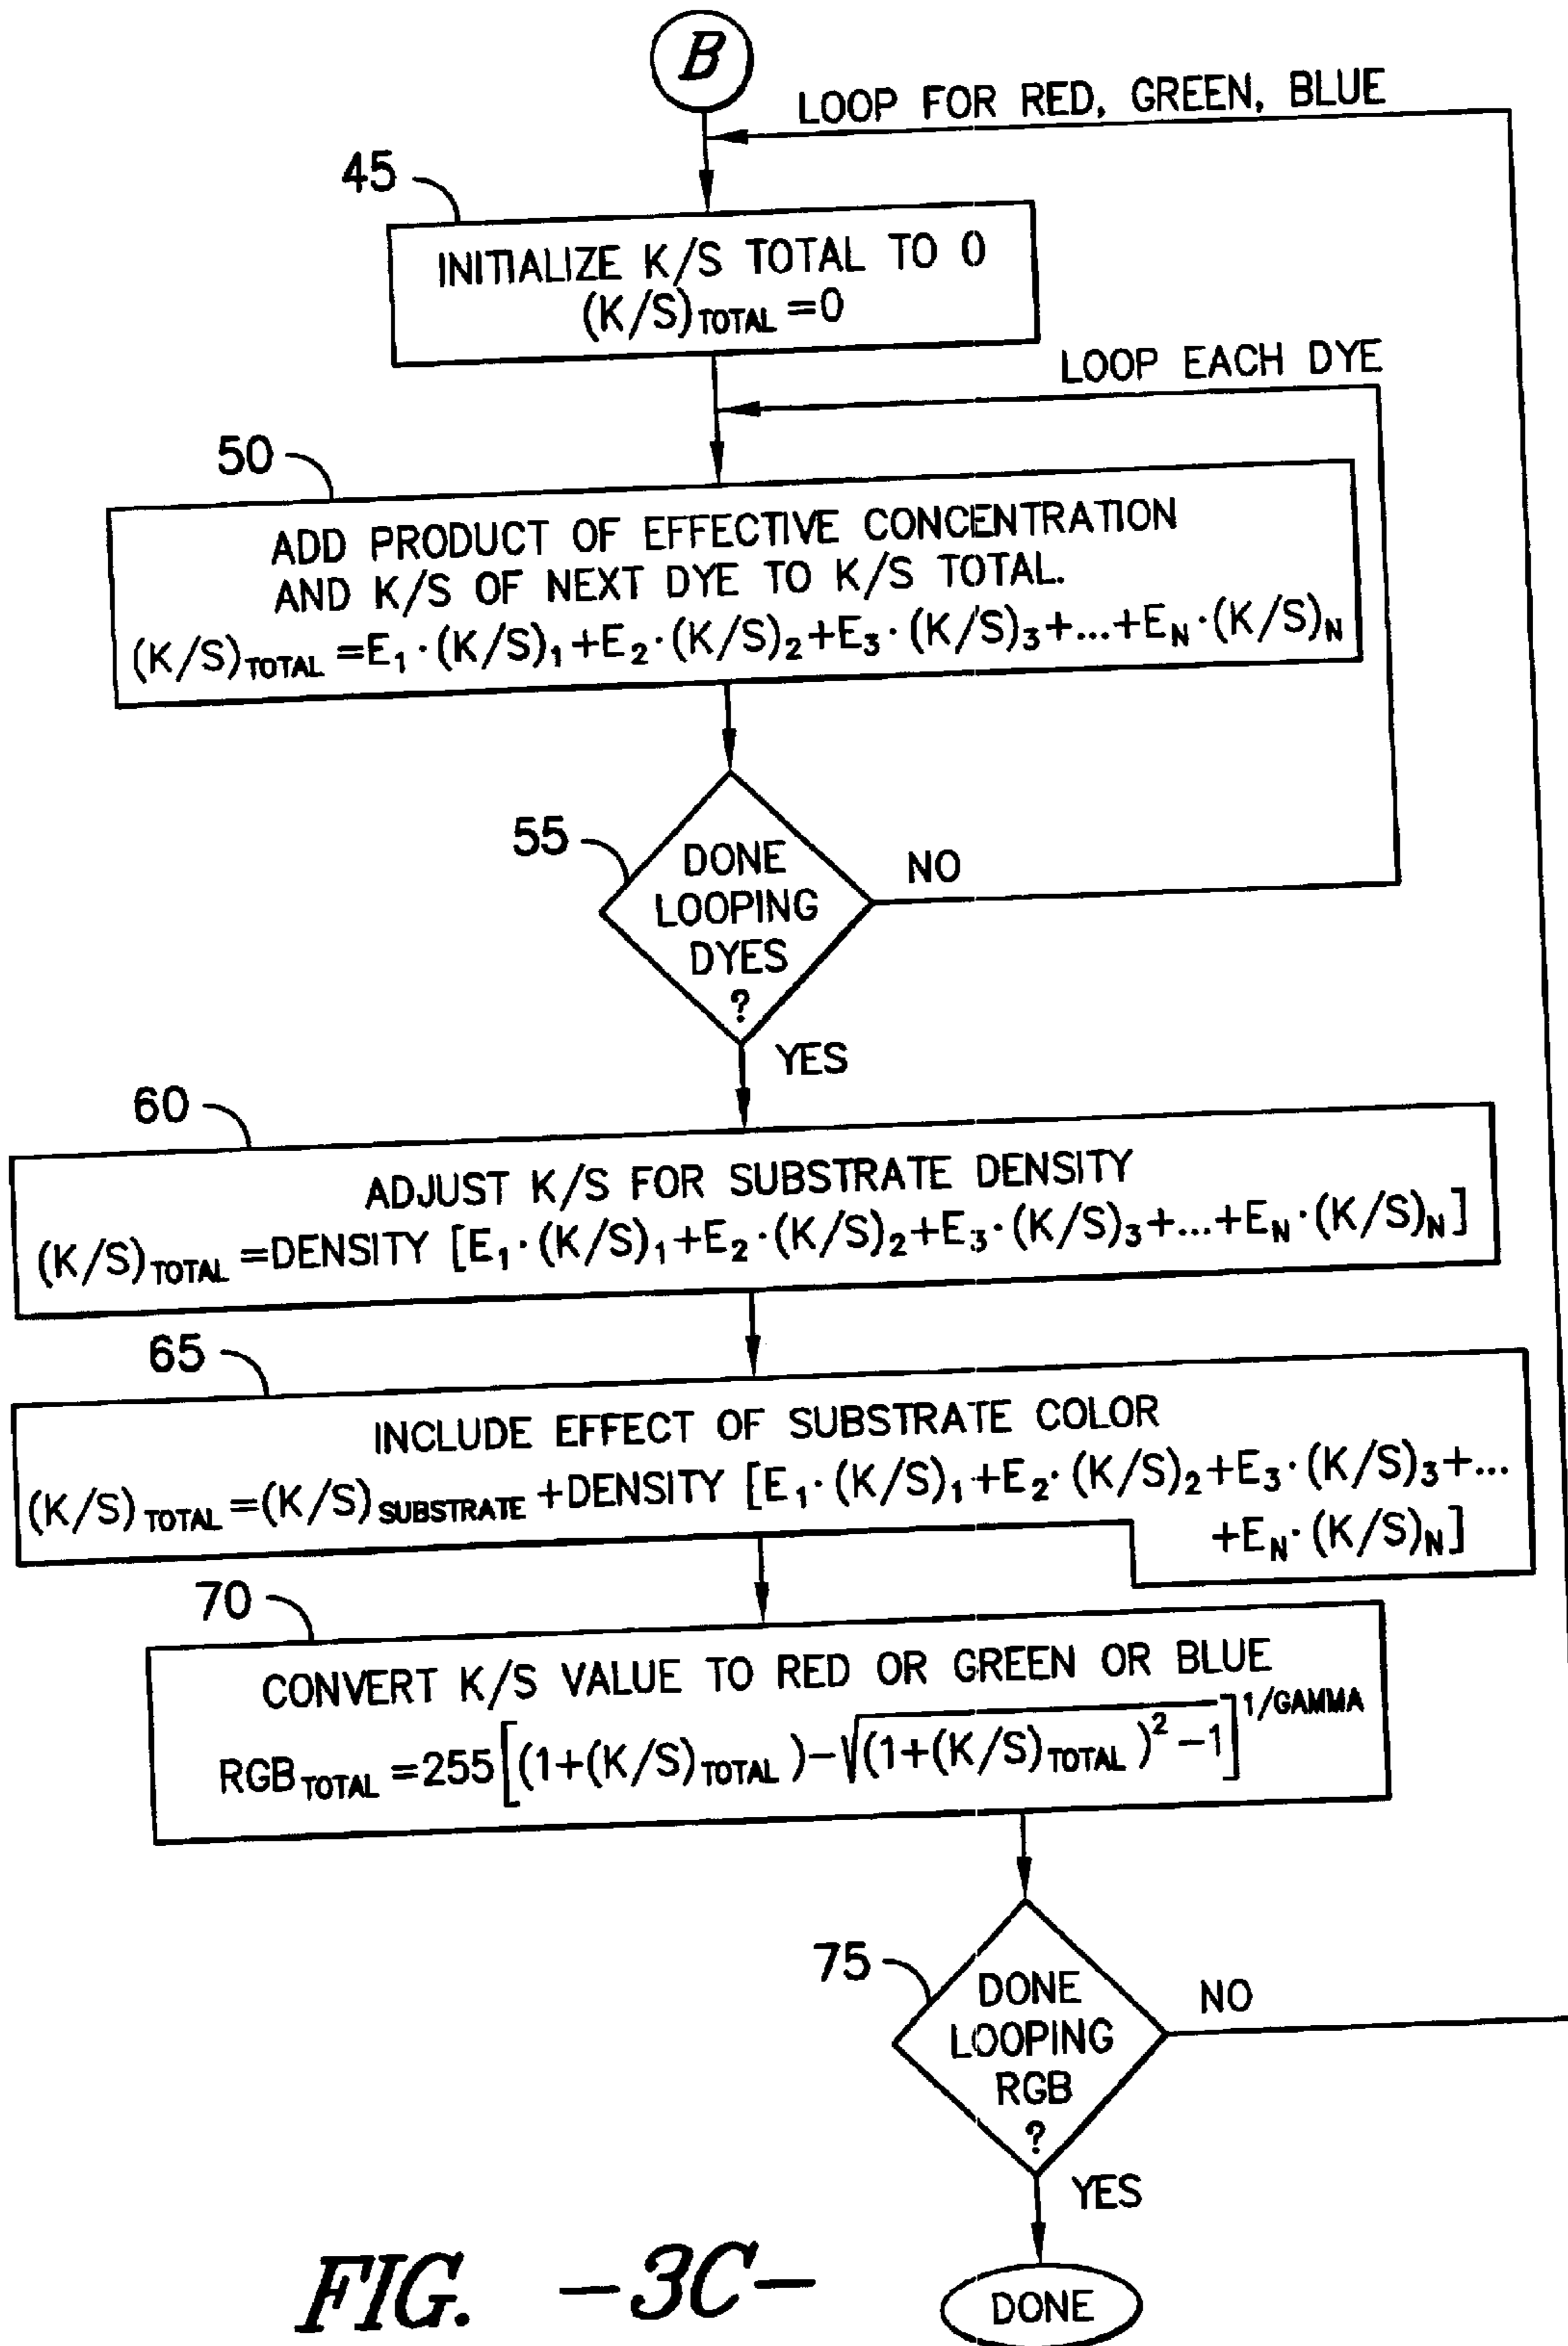 B
LOOP FOR RED, GREEN, BLUE
45
INITIALIZE K/S TOTAL TO 0
(K/S)TOTAL =0
LOOP EACH DYE
50
ADD PRODUCT OF EFFECTIVE CONCENTRATION
AND K/S OF NEXT DYE TO K/S TOTAL.
(K/S)TOTAL =E1·(K/S)1+E2·(K/S)2+E3·(K/S)3+...+EN·(K/S)N
55
DONE
LOOPING
DYES
?
NO
YES
60
ADJUST K/S FOR SUBSTRATE DENSITY
(K/S)TOTAL =DENSITY [E1·(K/S)1+E2·(K/S)2+E3·(K/S)3+...+EN·(K/S)N]
65
INCLUDE EFFECT OF SUBSTRATE COLOR
(K/S)TOTAL =(K/S)SUBSTRATE +DENSITY [E1·(K/S)1+E2·(K/S)2+E3·(K/S)3+...
+EN·(K/S)N]
70
CONVERT K/S VALUE TO RED OR GREEN OR BLUE
RGBTOTAL =255[(1+(K/S)TOTAL )-√(1+(K/S)TOTAL )2 -1]1/GAMMA
75
DONE
LOOPING
RGB
?
NO
YES
DONE
FIG. -3C-